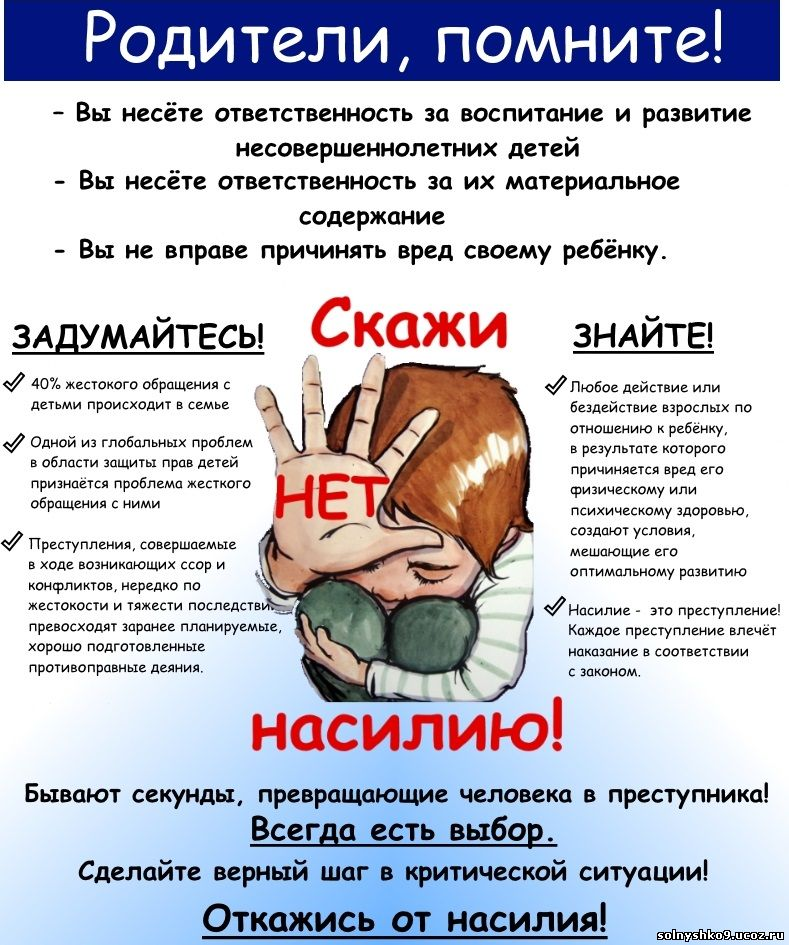 Родители, помните!
- Вы несёте ответственность за воспитание и развитие
несовершеннолетних детей
- Вы несёте ответственность за их материальное
содержание
- Вы не вправе причинять вред своему ребёнку.
ЗАДУМАЙТЕСЬ!
40% жестокого обращения с
детьми происходит в семье
Одной из глобальных проблем
в области защиты прав детей
признаётся проблема жесткого
обращения с ними
Преступления, совершаемые
в ходе возникающих ссор и
конфликтов, нередко по
жестокости и тяжести последстви
превосходят заранее планируемые,
хорошо подготовленные
противоправные деяния.
Скажи
НЕТ
насилию!
ЗНАЙТЕ!
Любое действие или
бездействие взрослых по
отношению к ребёнку,
в результате которого
причиняется вред его
физическому или
психическому здоровью,
создают условия,
мешающие его
оптимальному развитию
Насилие - это преступление!
Каждое преступление влечёт
наказание в соответствии
с законом.
Бывают секунды, превращающие человека в преступника!
Всегда есть выбор.
Сделайте верный шаг в критической ситуации!
Откажись от насилия!
solnyshko9.ucoz.ru